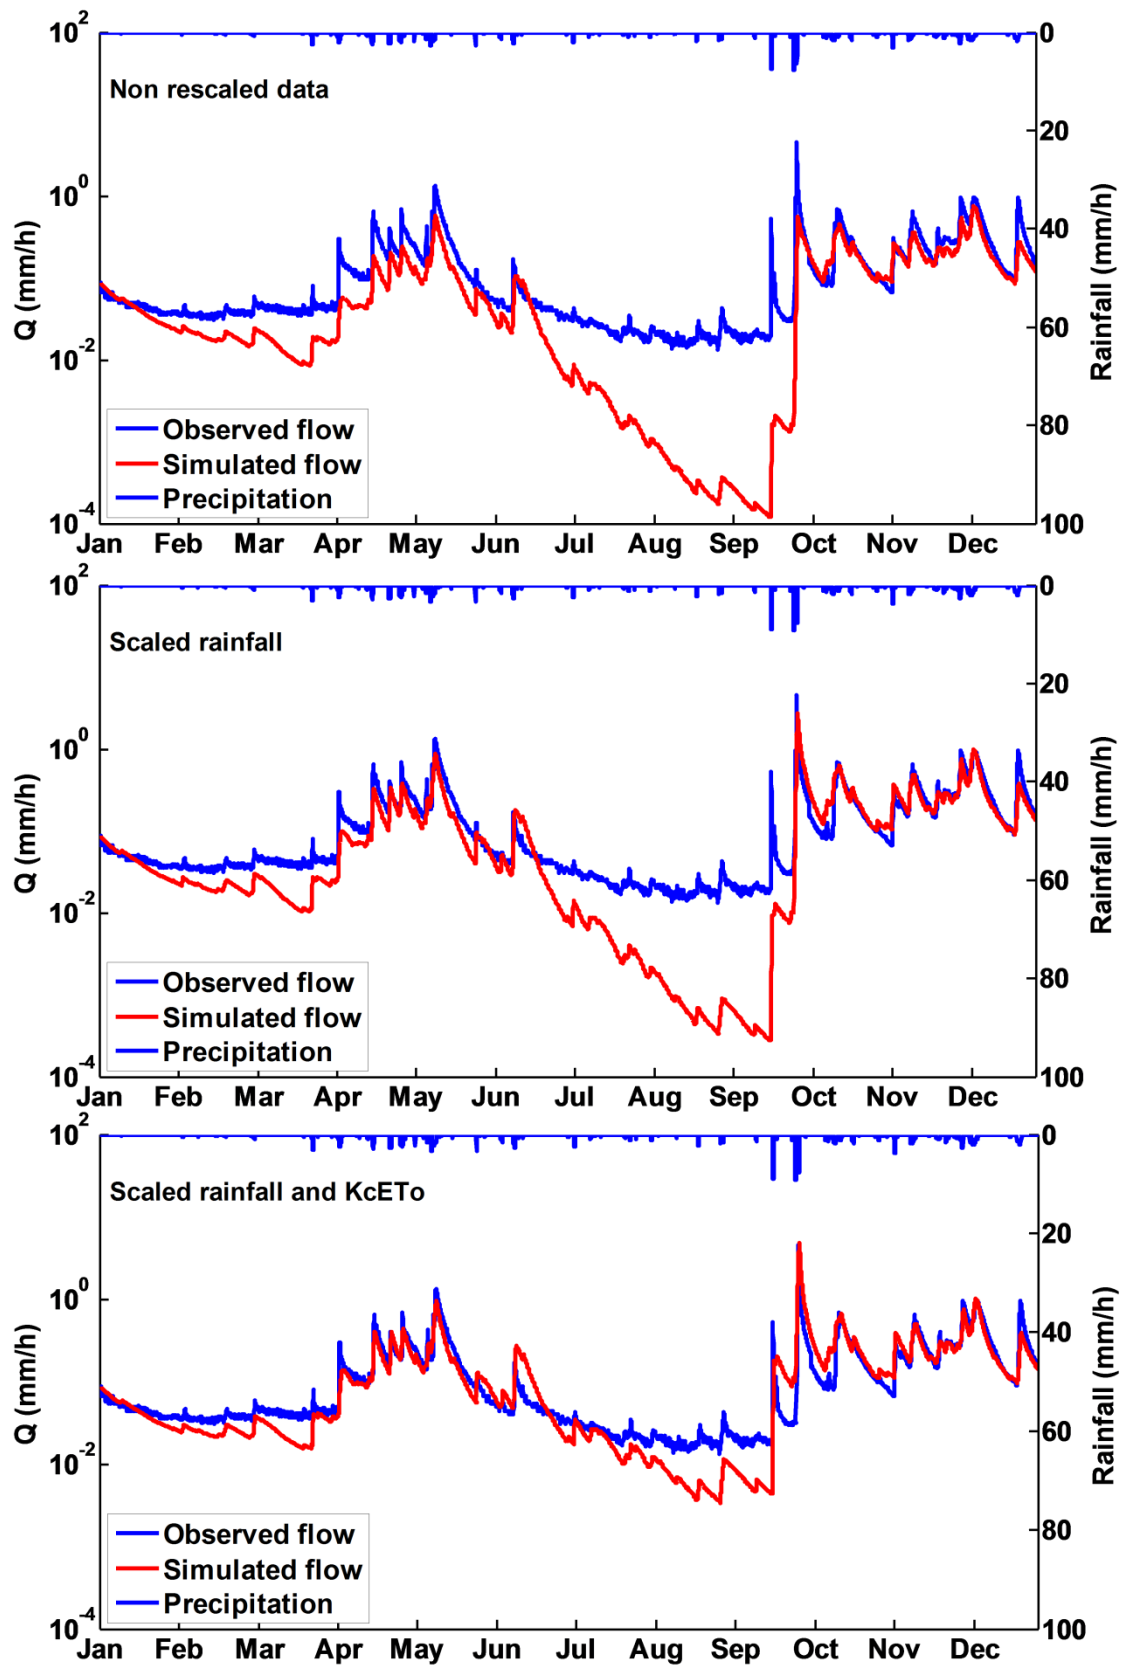 10^2
0
Non rescaled data
20
10^0
40
Q (mm/h)
Rainfall (mm/h)
60
10^-2
Observed flow
80
Simulated flow
Precipitation
10^-4
100
Jan Feb Mar Apr May Jun Jul Aug Sep Oct Nov Dec
10^2
0
Scaled rainfall
20
10^0
40
Q (mm/h)
Rainfall (mm/h)
60
10^-2
Observed flow
80
Simulated flow
Precipitation
10^-4
100
Jan Feb Mar Apr May Jun Jul Aug Sep Oct Nov Dec
10^2
0
Scaled rainfall and KcETo
20
10^0
40
Q (mm/h)
Rainfall (mm/h)
60
10^-2
Observed flow
80
Simulated flow
Precipitation
10^-4
100
Jan Feb Mar Apr May Jun Jul Aug Sep Oct Nov Dec